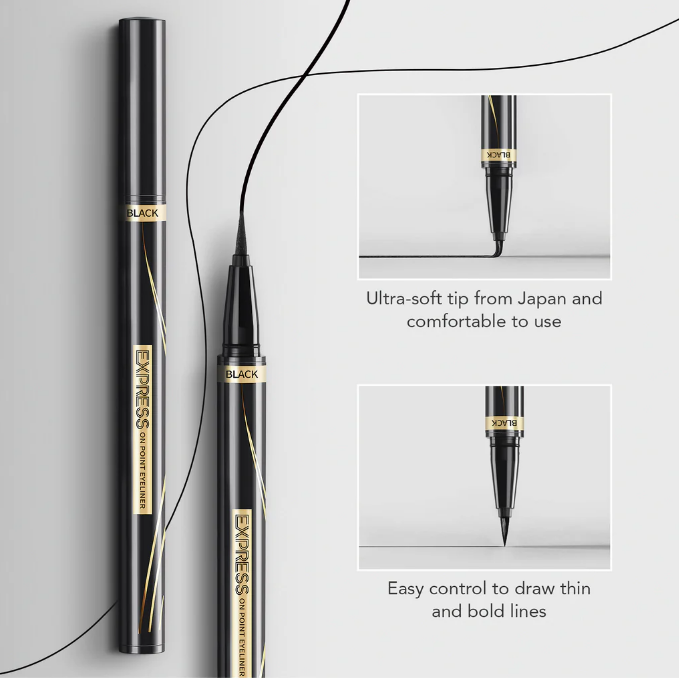 BLACK
EXPRESS ON POINT EYELINER
BLACK
EXPRESS ON POINT EYELINER
BLACK
Ultra-soft tip from Japan and
comfortable to use
BLACK
Easy control to draw thin
and bold lines